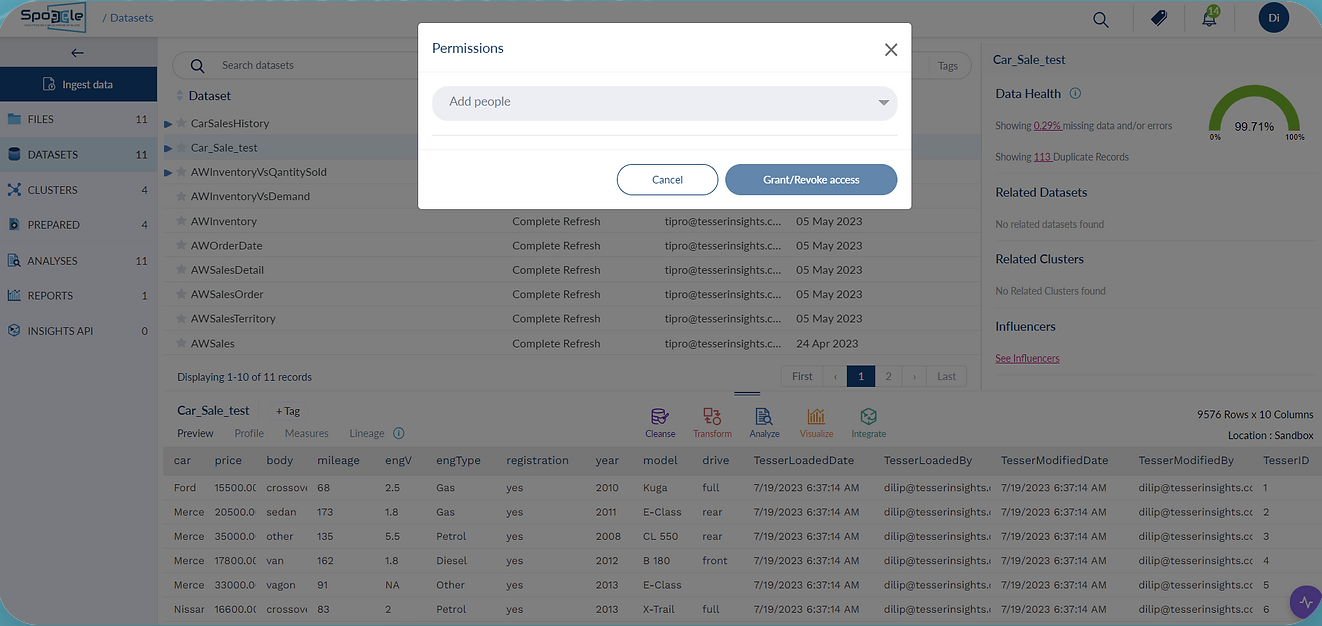 Spoggle / Datasets
14
Di
Ingest data
FILES 11
DATASETS 11
CLUSTERS 4
PREPARED 4
ANALYSES 11
REPORTS 1
INSIGHTS API 0
Search datasets
Tags
Dataset
CarSalesHistory
Car_Sale_test
AWInventoryVsQantitySold
AWInventoryVsDemand
AWInventory Complete Refresh tipro@tesserinsights.c... 05 May 2023
AWOrderDate Complete Refresh tipro@tesserinsights.c... 05 May 2023
AWSalesDetail Complete Refresh tipro@tesserinsights.c... 05 May 2023
AWSalesOrder Complete Refresh tipro@tesserinsights.c... 05 May 2023
AWSalesTerritory Complete Refresh tipro@tesserinsights.c... 05 May 2023
AWSales Complete Refresh tipro@tesserinsights.c... 24 Apr 2023
Displaying 1-10 of 11 records
First ‹ 1 2 › Last
Permissions
Add people
Cancel
Grant/Revoke access
Car_Sale_test
Data Health
Showing 0.29% missing data and/or errors
Showing 113 Duplicate Records
99.71%
0% 100%
Related Datasets
No related datasets found
Related Clusters
No Related Clusters found
Influencers
See Influencers
Car_Sale_test + Tag
Preview Profile Measures Lineage
Cleanse Transform Analyze Visualize Integrate
9576 Rows x 10 Columns
Location : Sandbox
car price body mileage engV engType registration year model drive TesserLoadedDate TesserLoadedBy TesserModifiedDate TesserModifiedBy TesserID
Ford 15500.0( crossov 68 2.5 Gas yes 2010 Kuga full 7/19/2023 6:37:14 AM dilip@tesserinsights. 7/19/2023 6:37:14 AM dilip@tesserinsights.cc 1
Merce 20500.0 sedan 173 1.8 Gas yes 2011 E-Class rear 7/19/2023 6:37:14 AM dilip@tesserinsights. 7/19/2023 6:37:14 AM dilip@tesserinsights.cc 2
Merce 35000.0 other 135 5.5 Petrol yes 2008 CL 550 rear 7/19/2023 6:37:14 AM dilip@tesserinsights. 7/19/2023 6:37:14 AM dilip@tesserinsights.cc 3
Merce 17800.0( van 162 1.8 Diesel yes 2012 B 180 front 7/19/2023 6:37:14 AM dilip@tesserinsights. 7/19/2023 6:37:14 AM dilip@tesserinsights.cc 4
Merce 33000.0 vagon 91 NA Other yes 2013 E-Class 7/19/2023 6:37:14 AM dilip@tesserinsights. 7/19/2023 6:37:14 AM dilip@tesserinsights.cc 5
Nissar 16600.0( crossov 83 2 Petrol yes 2013 X-Trail full 7/19/2023 6:37:14 AM dilip@tesserinsights. 7/19/2023 6:37:14 AM dilip@tesserinsights.cc 6